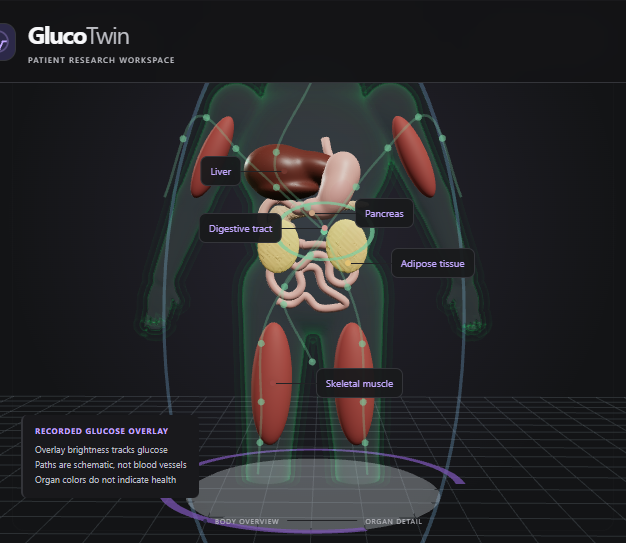 GlucoTwin
PATIENT RESEARCH WORKSPACE
Liver
Pancreas
Digestive tract
Adipose tissue
Skeletal muscle
RECORDED GLUCOSE OVERLAY
Overlay brightness tracks glucose
Paths are schematic, not blood vessels
Organ colors do not indicate health
BODY OVERVIEW
ORGAN DETAIL